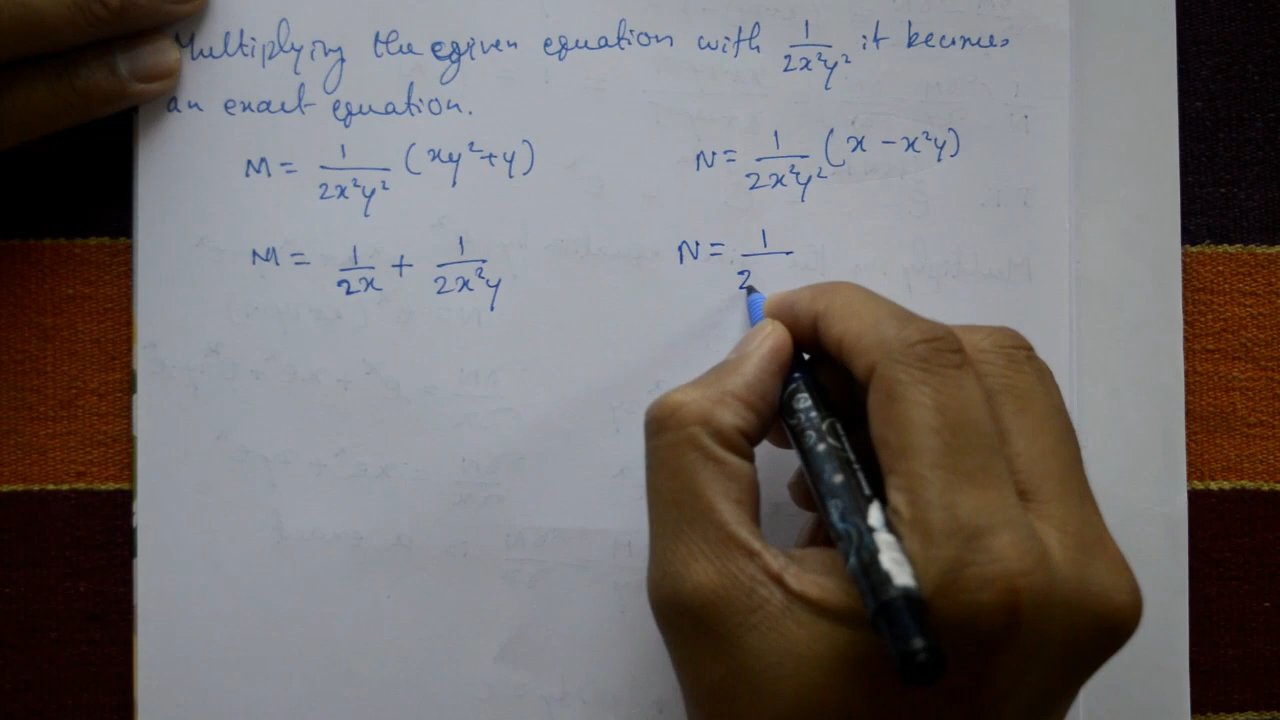 Multiplying the given equation with 1/2x²y² it becomes
an exact equation.
M = 1/2x²y² (xy²+y)
N = 1/2x²y² (x - x²y)
M = 1/2x + 1/2x²y
N = 1/2